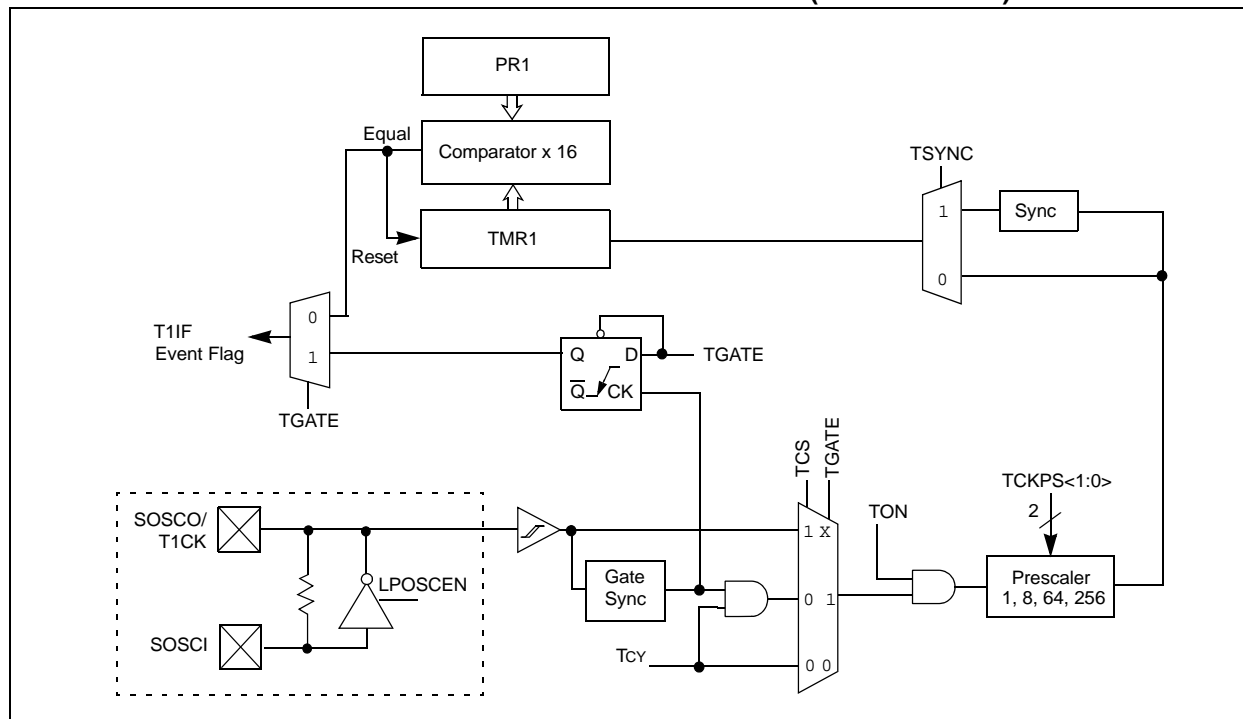 PR1
Equal
Comparator x 16
TSYNC
1
Sync
TMR1
Reset
0
0
T1IF
Event Flag
1
TGATE
Q
D
TGATE
Q̅
CK
TCS
TGATE
TCKPS<1:0>
2
SOSCO/
T1CK
TON
1 X
LPOSCEN
Gate
Sync
Prescaler
1, 8, 64, 256
0 1
SOSCI
TCY
0 0